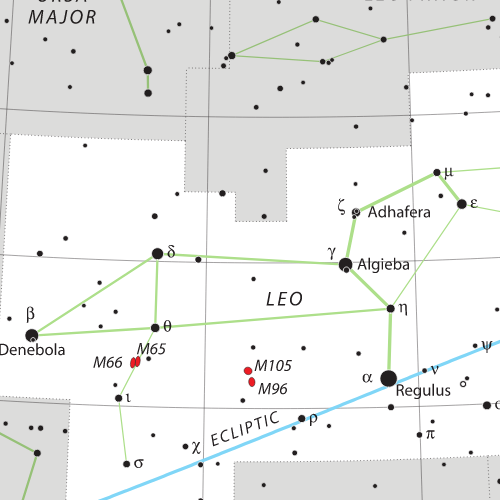 MAJOR
μ
ε
ζ
Adhafera
γ
Algieba
δ
LEO
η
β
θ
Denebola
M65
M66
ψ
M105
ν
α
M96
Regulus
ι
ρ
ECLIPTIC
π
χ
σ